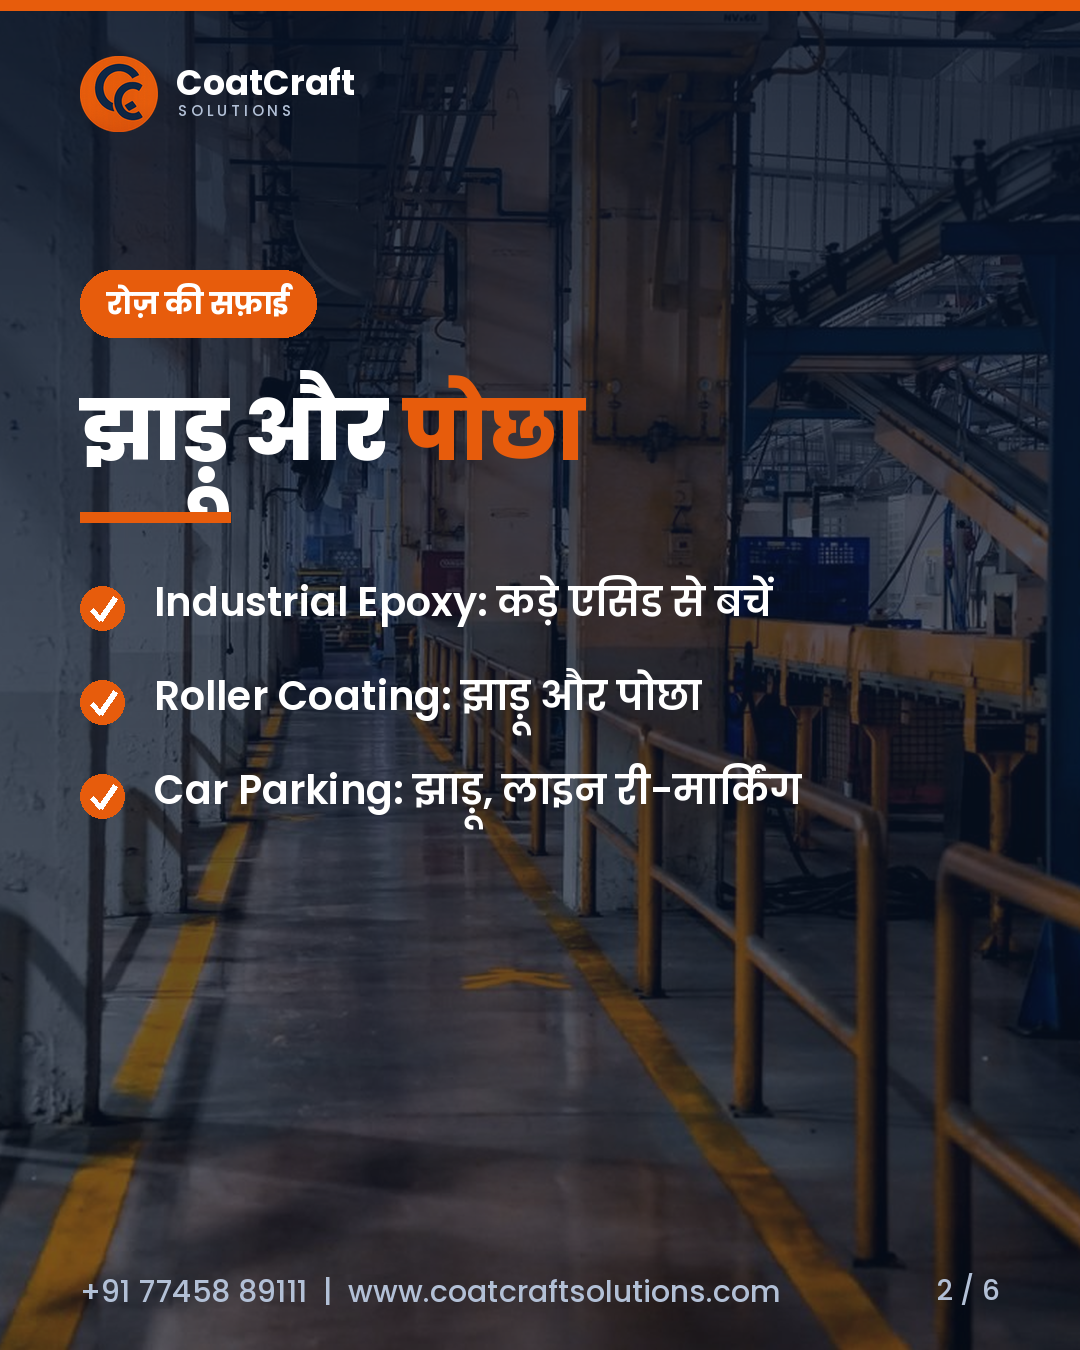 CoatCraft
SOLUTIONS
रोज़ की सफ़ाई
झाड़ू और पोछा
Industrial Epoxy: कड़े एसिड से बचें
Roller Coating: झाड़ू और पोछा
Car Parking: झाड़ू, लाइन री-मार्किंग
+91 77458 89111 | www.coatcraftsolutions.com
2 / 6